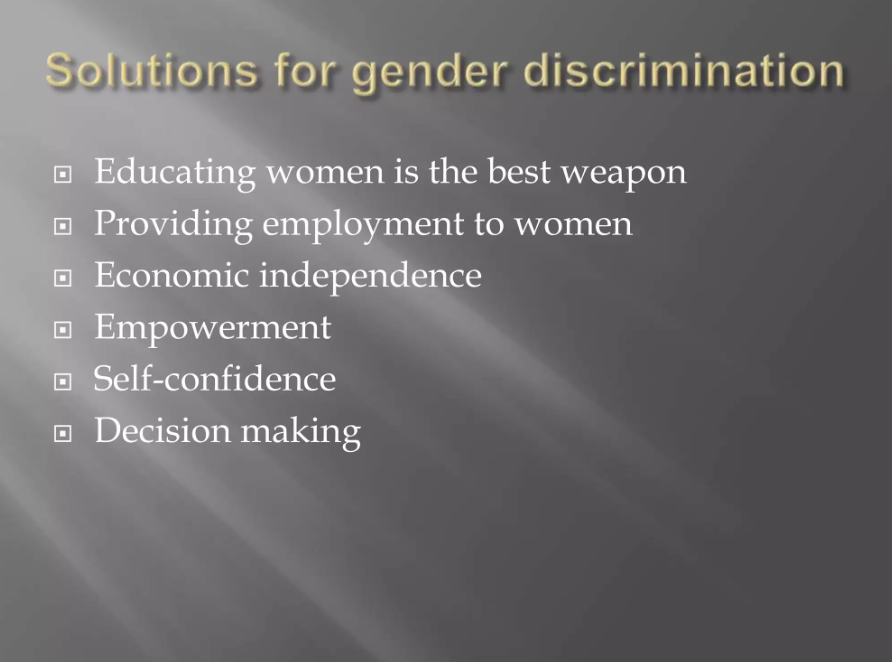 Solutions for gender discrimination
Educating women is the best weapon
Providing employment to women
Economic independence
Empowerment
Self-confidence
Decision making